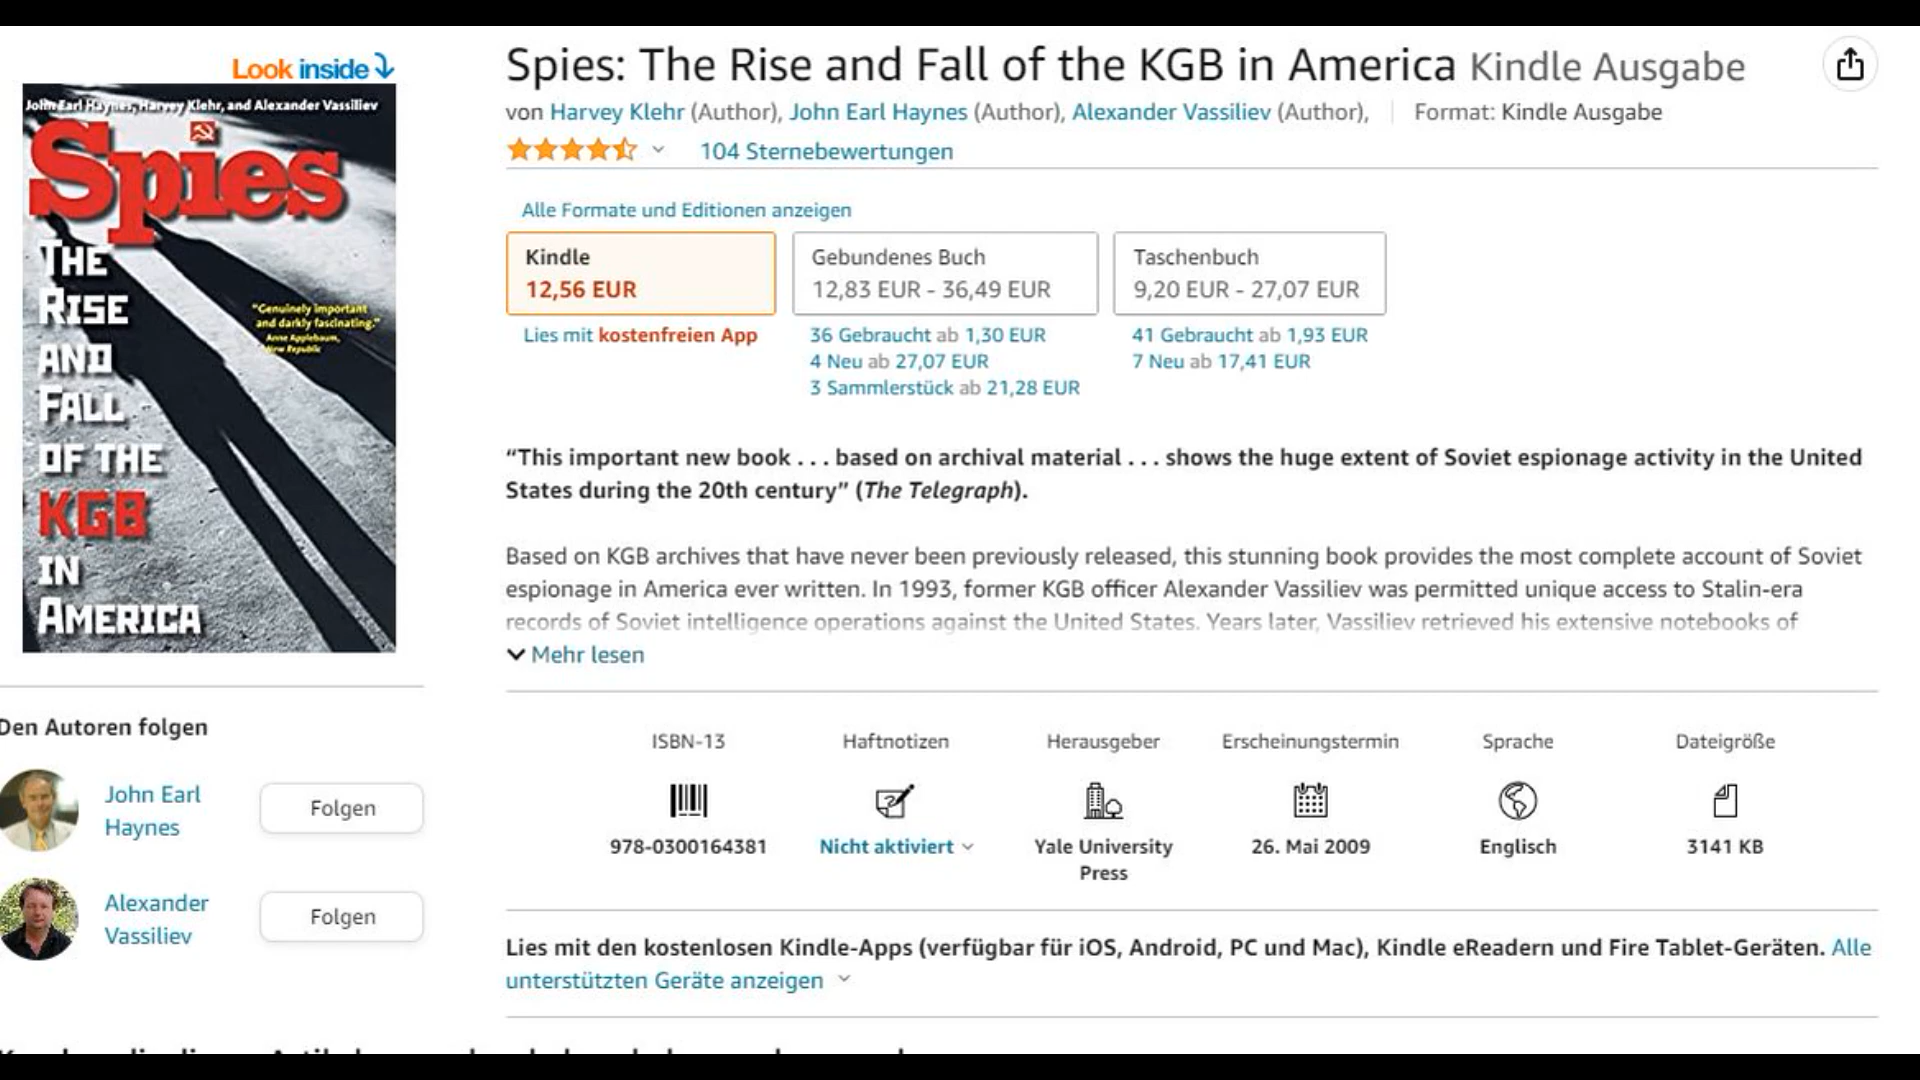 Look inside
John Earl Haynes, Harvey Klehr, and Alexander Vassiliev
Spies
THE
RISE
AND
FALL
OF THE
KGB
IN
AMERICA
"Genuinely important
and darkly fascinating."
Anne Applebaum,
New Republic
Den Autoren folgen
John Earl
Haynes
Folgen
Alexander
Vassiliev
Folgen
Spies: The Rise and Fall of the KGB in America Kindle Ausgabe
von Harvey Klehr (Author), John Earl Haynes (Author), Alexander Vassiliev (Author), Format: Kindle Ausgabe
104 Sternebewertungen
Alle Formate und Editionen anzeigen
Kindle
12,56 EUR
Lies mit kostenfreien App
Gebundenes Buch
12,83 EUR - 36,49 EUR
36 Gebraucht ab 1,30 EUR
4 Neu ab 27,07 EUR
3 Sammlerstück ab 21,28 EUR
Taschenbuch
9,20 EUR - 27,07 EUR
41 Gebraucht ab 1,93 EUR
7 Neu ab 17,41 EUR
“This important new book . . . based on archival material . . . shows the huge extent of Soviet espionage activity in the United
States during the 20th century” (The Telegraph).
Based on KGB archives that have never been previously released, this stunning book provides the most complete account of Soviet
espionage in America ever written. In 1993, former KGB officer Alexander Vassiliev was permitted unique access to Stalin-era
records of Soviet intelligence operations against the United States. Years later, Vassiliev retrieved his extensive notebooks of
Mehr lesen
ISBN-13
978-0300164381
Haftnotizen
Nicht aktiviert
Herausgeber
Yale University
Press
Erscheinungstermin
26. Mai 2009
Sprache
Englisch
Dateigröße
3141 KB
Lies mit den kostenlosen Kindle-Apps (verfügbar für iOS, Android, PC und Mac), Kindle eReadern und Fire Tablet-Geräten. Alle
unterstützten Geräte anzeigen